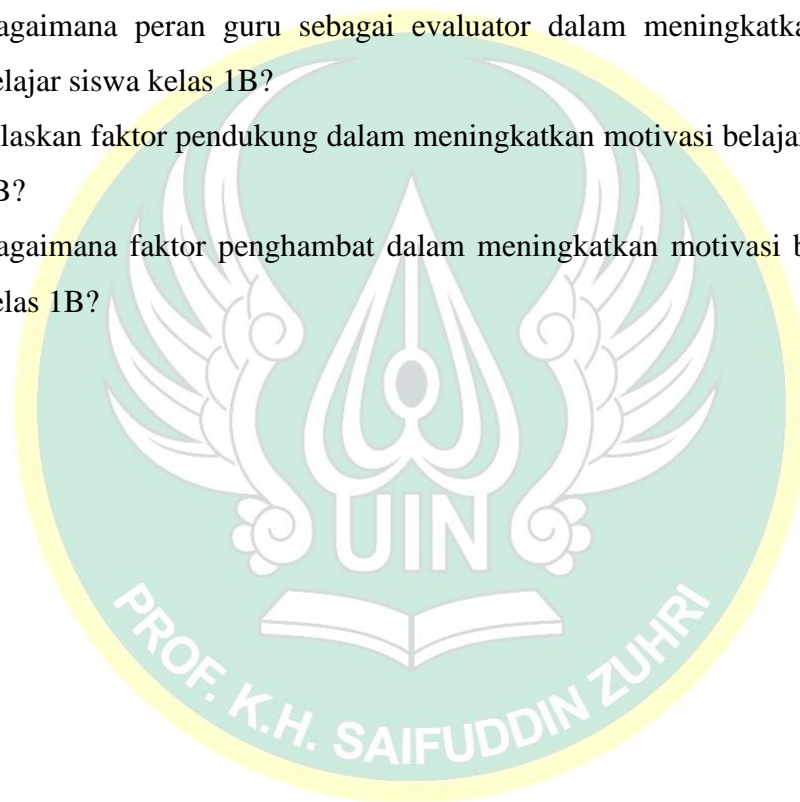 agaimana peran guru sebagai evaluator dalam meningkatka
elajar siswa kelas 1B?
laskan faktor pendukung dalam meningkatkan motivasi belajar
B?
agaimana faktor penghambat dalam meningkatkan motivasi b
elas 1B?
UIN
PROF. K.H. SAIFUDDIN ZUHRI